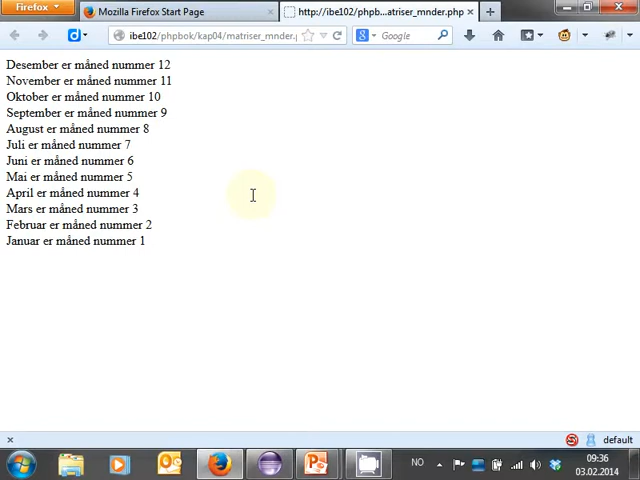 Firefox
Mozilla Firefox Start Page
http://ibe102/phpb...atriser_mnder.php
ibe102/phpbok/kap04/matriser_mnder.p
Google
Desember er måned nummer 12
November er måned nummer 11
Oktober er måned nummer 10
September er måned nummer 9
August er måned nummer 8
Juli er måned nummer 7
Juni er måned nummer 6
Mai er måned nummer 5
April er måned nummer 4
Mars er måned nummer 3
Februar er måned nummer 2
Januar er måned nummer 1
default
NO
09:36
03.02.2014